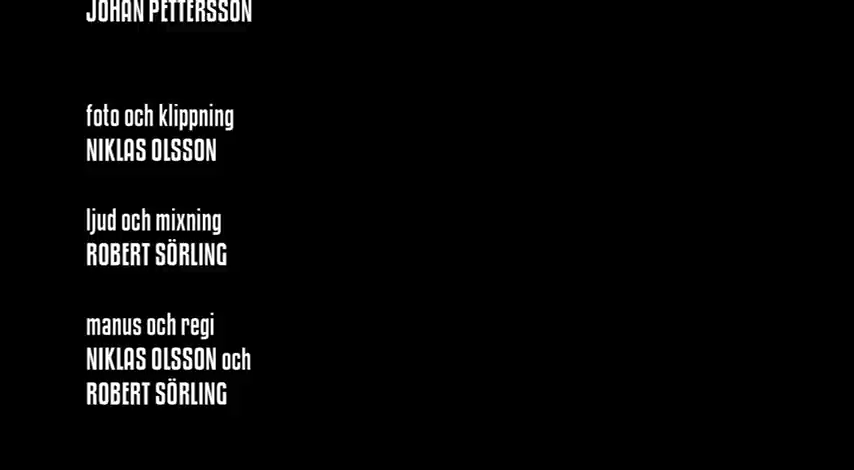 JOHAN PETTERSSON
foto och klippning
NIKLAS OLSSON
ljud och mixning
ROBERT SÖRLING
manus och regi
NIKLAS OLSSON och
ROBERT SÖRLING